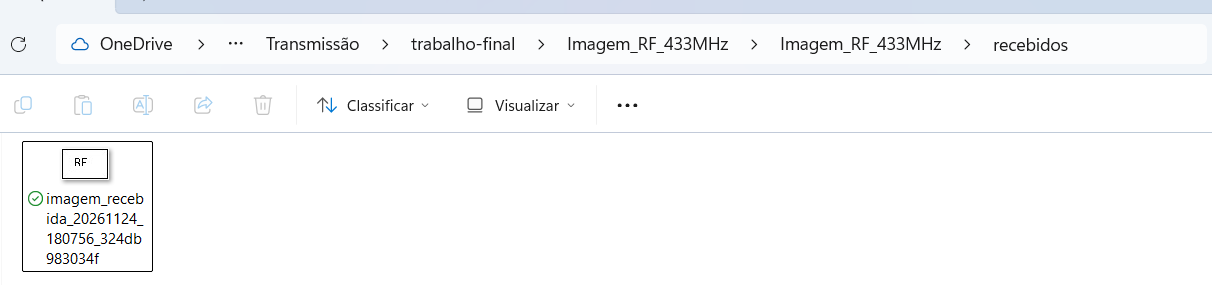 OneDrive > ... Transmissão > trabalho-final > Imagem_RF_433MHz > Imagem_RF_433MHz > recebidos
Classificar Visualizar ...
RF
imagem_receb
ida_20261124_
180756_324db
983034f